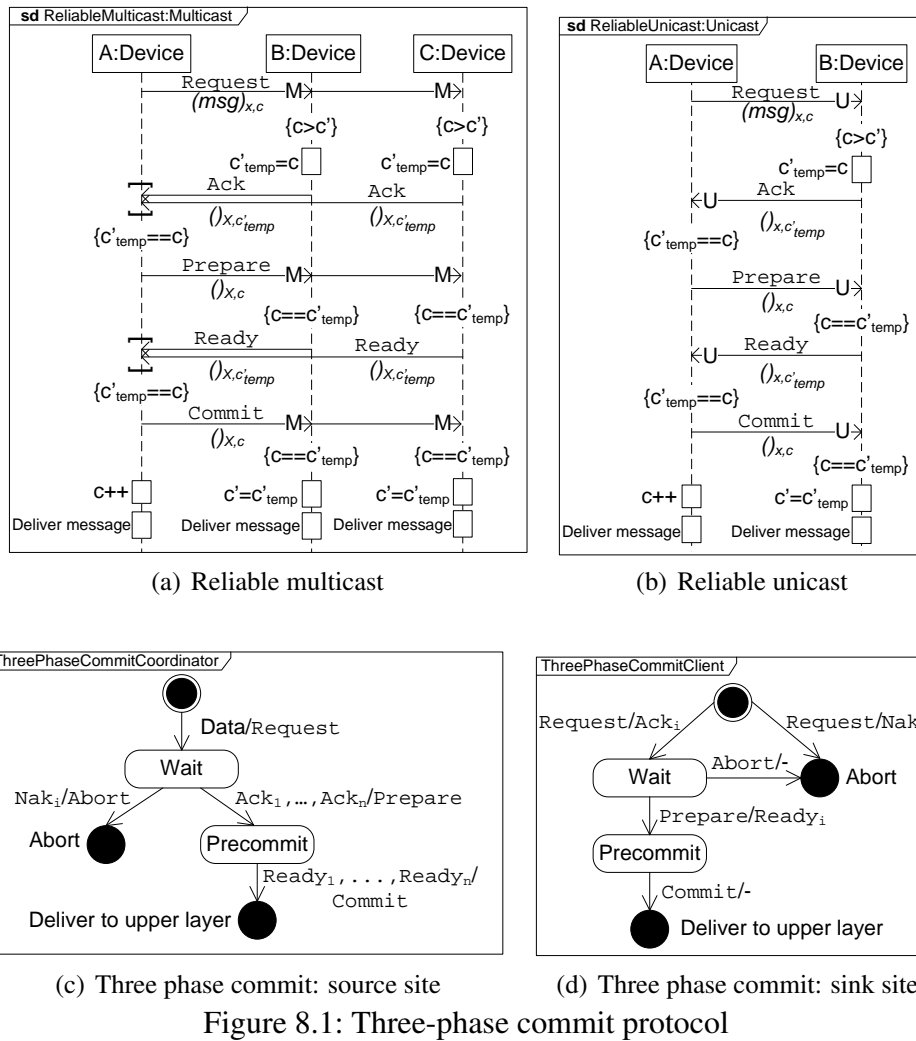 sd ReliableMulticast:Multicast
A:Device B:Device C:Device
Request M M
(msg)x,c
{c>c'} {c>c'}
c'temp=c c'temp=c
Ack Ack
()X,c'temp ()X,c'temp
{c'temp==c}
Prepare M M
()X,c
{c==c'temp} {c==c'temp}
Ready Ready
()X,c'temp ()X,c'temp
{c'temp==c}
Commit M M
()X,c
{c==c'temp} {c==c'temp}
c++ c'=c'temp c'=c'temp
Deliver message Deliver message Deliver message
(a) Reliable multicast
sd ReliableUnicast:Unicast
A:Device B:Device
Request U
(msg)x,c
{c>c'}
c'temp=c
U Ack
()x,c'temp
{c'temp==c}
Prepare U
()x,c
{c==c'temp}
U Ready
()x,c'temp
{c'temp==c}
Commit U
()x,c
{c==c'temp}
c++ c'=c'temp
Deliver message Deliver message
(b) Reliable unicast
ThreePhaseCommitCoordinator
Data/Request
Wait
Naki/Abort Ack1,…,Ackn/Prepare
Abort Precommit
Ready1,...,Readyn/
Commit
Deliver to upper layer
(c) Three phase commit: source site
ThreePhaseCommitClient
Request/Acki Request/Nak
Wait Abort/- Abort
Prepare/Readyi
Precommit
Commit/-
Deliver to upper layer
(d) Three phase commit: sink site
Figure 8.1: Three-phase commit protocol